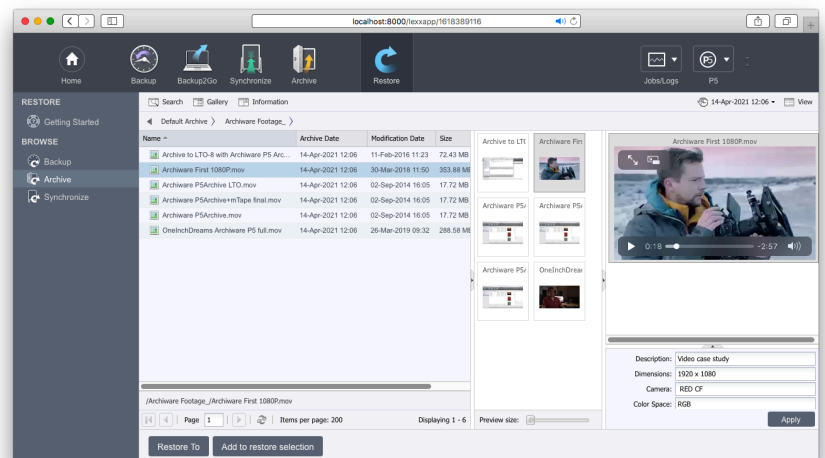 localhost:8000/lexxapp/1618389116
Home
Backup
Backup2Go
Synchronize
Archive
Restore
Jobs/Logs
P5
RESTORE
Getting Started
BROWSE
Backup
Archive
Synchronize
Search Gallery Information
14-Apr-2021 12:06 View
Default Archive Archiware Footage_
Name Archive Date Modification Date Size
Archive to LTO-8 with Archiware P5 Arc... 14-Apr-2021 12:06 11-Feb-2016 11:23 72.43 MB
Archiware First 1080P.mov 14-Apr-2021 12:06 30-Mar-2018 11:50 353.88 MB
Archiware P5Archive LTO.mov 14-Apr-2021 12:06 02-Sep-2014 16:05 17.72 MB
Archiware P5Archive+mTape final.mov 14-Apr-2021 12:06 02-Sep-2014 16:05 17.72 MB
Archiware P5Archive.mov 14-Apr-2021 12:06 02-Sep-2014 16:05 17.72 MB
OneInchDreams Archiware P5 full.mov 14-Apr-2021 12:06 26-Mar-2019 09:32 288.58 MB
/Archiware Footage_/Archiware First 1080P.mov
Page 1 Items per page: 200 Displaying 1 - 6
Archive to LTO Archiware Firs
Archiware P5A Archiware P5A
Archiware P5A OneInchDrear
Preview size:
Archiware First 1080P.mov
0:18 -2:57
Description: Video case study
Dimensions: 1920 x 1080
Camera: RED CF
Color Space: RGB
Apply
Restore To Add to restore selection